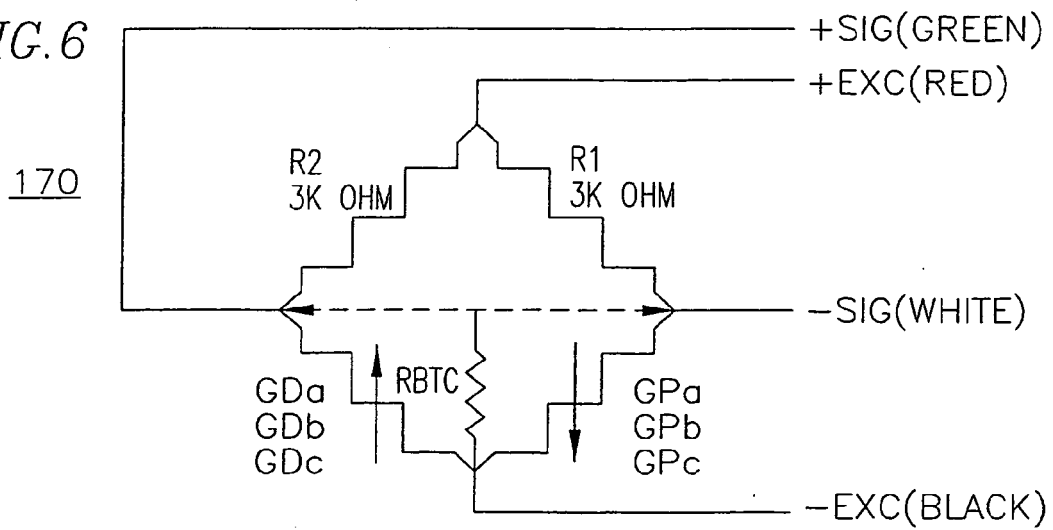 IG.6
+SIG(GREEN)
+EXC(RED)
170
R2
3K OHM
R1
3K OHM
-SIG(WHITE)
RBTC
GDa
GDb
GDc
GPa
GPb
GPc
-EXC(BLACK)